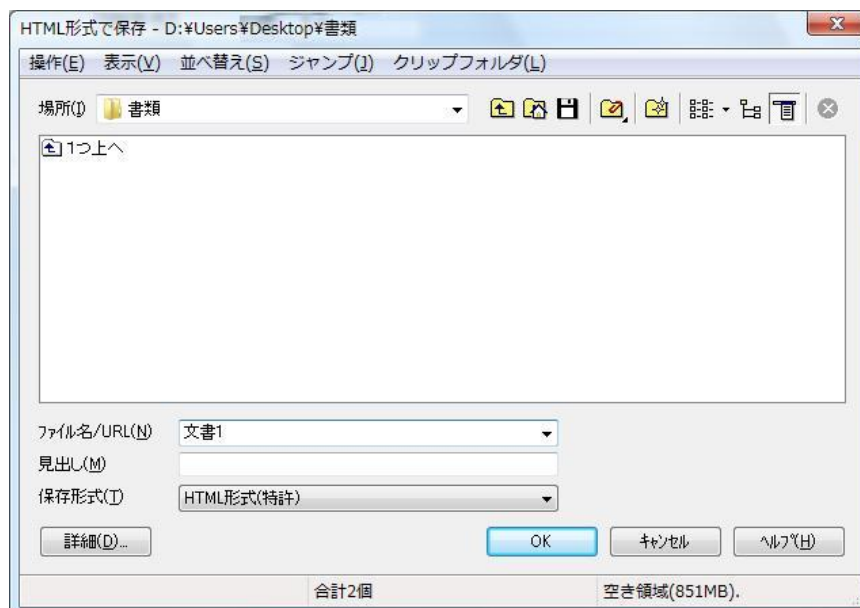 HTML形式で保存 - D:¥Users¥Desktop¥書類
操作(E) 表示(V) 並べ替え(S) ジャンプ(J) クリップフォルダ(L)
場所(I) 書類
1つ上へ
ファイル名/URL(N) 文書1
見出し(M)
保存形式(T) HTML形式(特許)
詳細(D)... OK キャンセル ヘルプ(H)
合計2個 空き領域(851MB).